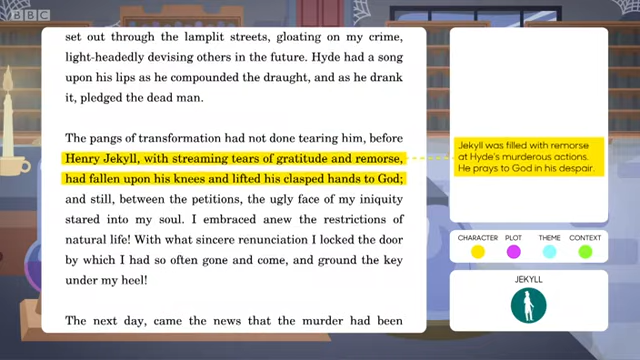 BBC
set out through the lamplit streets, gloating on my crime,
light-headedly devising others in the future. Hyde had a song
upon his lips as he compounded the draught, and as he drank
it, pledged the dead man.
The pangs of transformation had not done tearing him, before
Henry Jekyll, with streaming tears of gratitude and remorse,
had fallen upon his knees and lifted his clasped hands to God;
and still, between the petitions, the ugly face of my iniquity
stared into my soul. I embraced anew the restrictions of
natural life! With what sincere renunciation I locked the door
by which I had so often gone and come, and ground the key
under my heel!
The next day, came the news that the murder had been
Jekyll was filled with remorse
at Hyde's murderous actions.
He prays to God in his despair.
CHARACTER PLOT THEME CONTEXT
JEKYLL